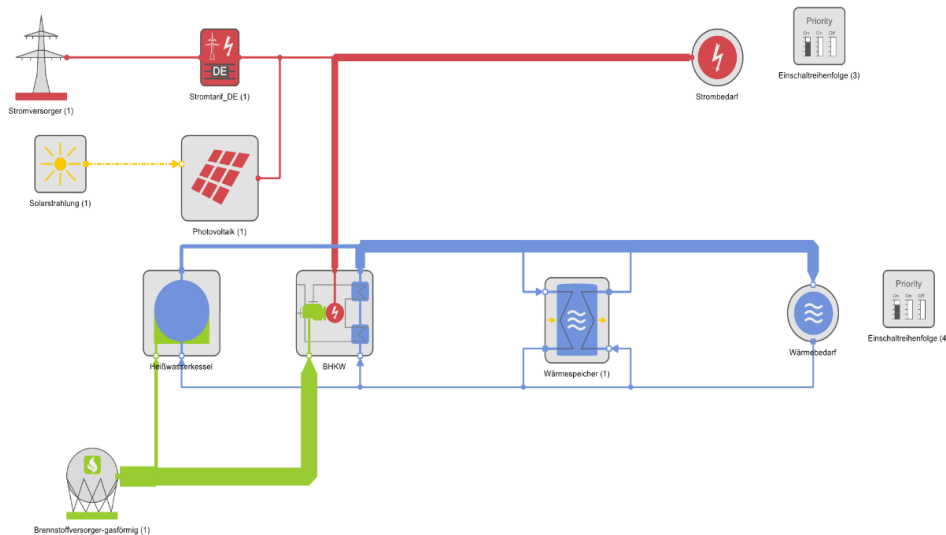 Priority
On On Off
Einschaltreihenfolge (3)
DE
Stromversorger (1)
Stromtarif_DE (1)
Strombedarf
Solarstrahlung (1)
Photovoltaik (1)
Priority
On On Off
Einschaltreihenfolge (4
Heißwasserkessel
BHKW
Wärmespeicher (1)
Wärmebedarf
Brennstoffversorger-gasförmig (1)